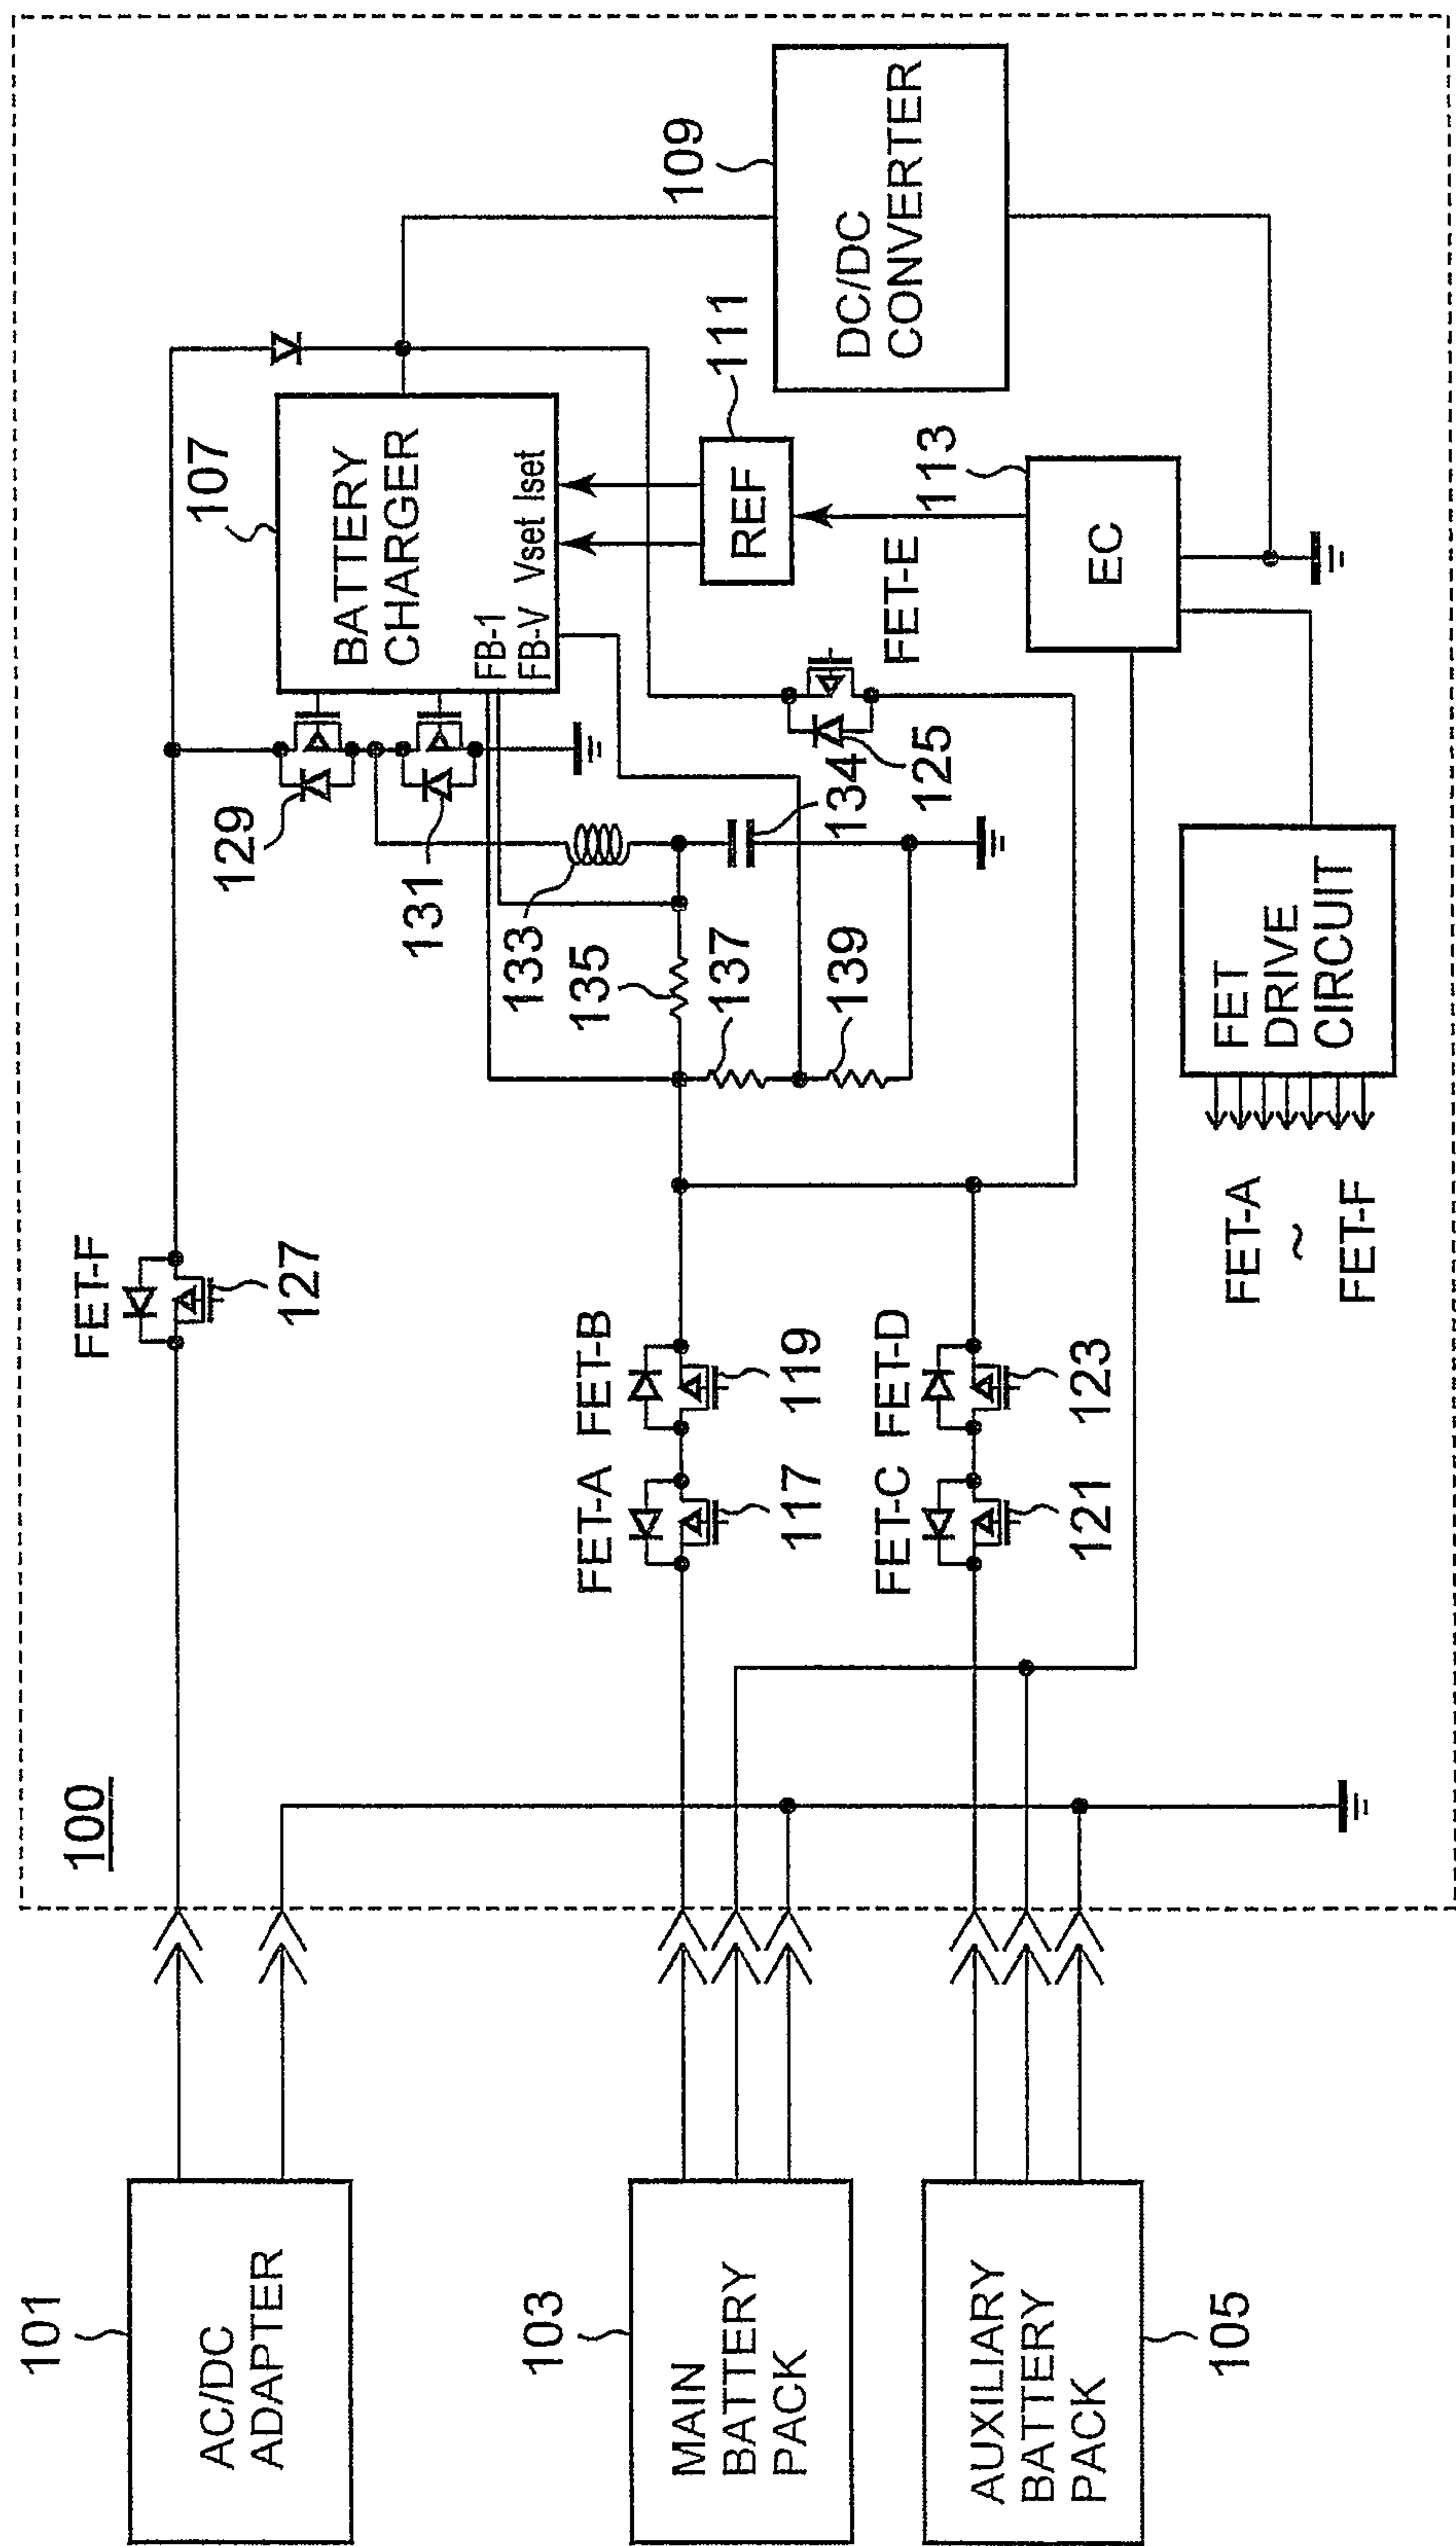 100
101
AC/DC
ADAPTER
103
MAIN
BATTERY
PACK
AUXILIARY
BATTERY
PACK
105
FET-F
127
FET-A
FET-B
117
119
FET-C
FET-D
121
123
129
131
133
134
135
137
139
107
BATTERY
CHARGER
FB-1
FB-V
Vset
Iset
111
REF
FET-E
125
109
DC/DC
CONVERTER
113
EC
FET
DRIVE
CIRCUIT
FET-A
~
FET-F